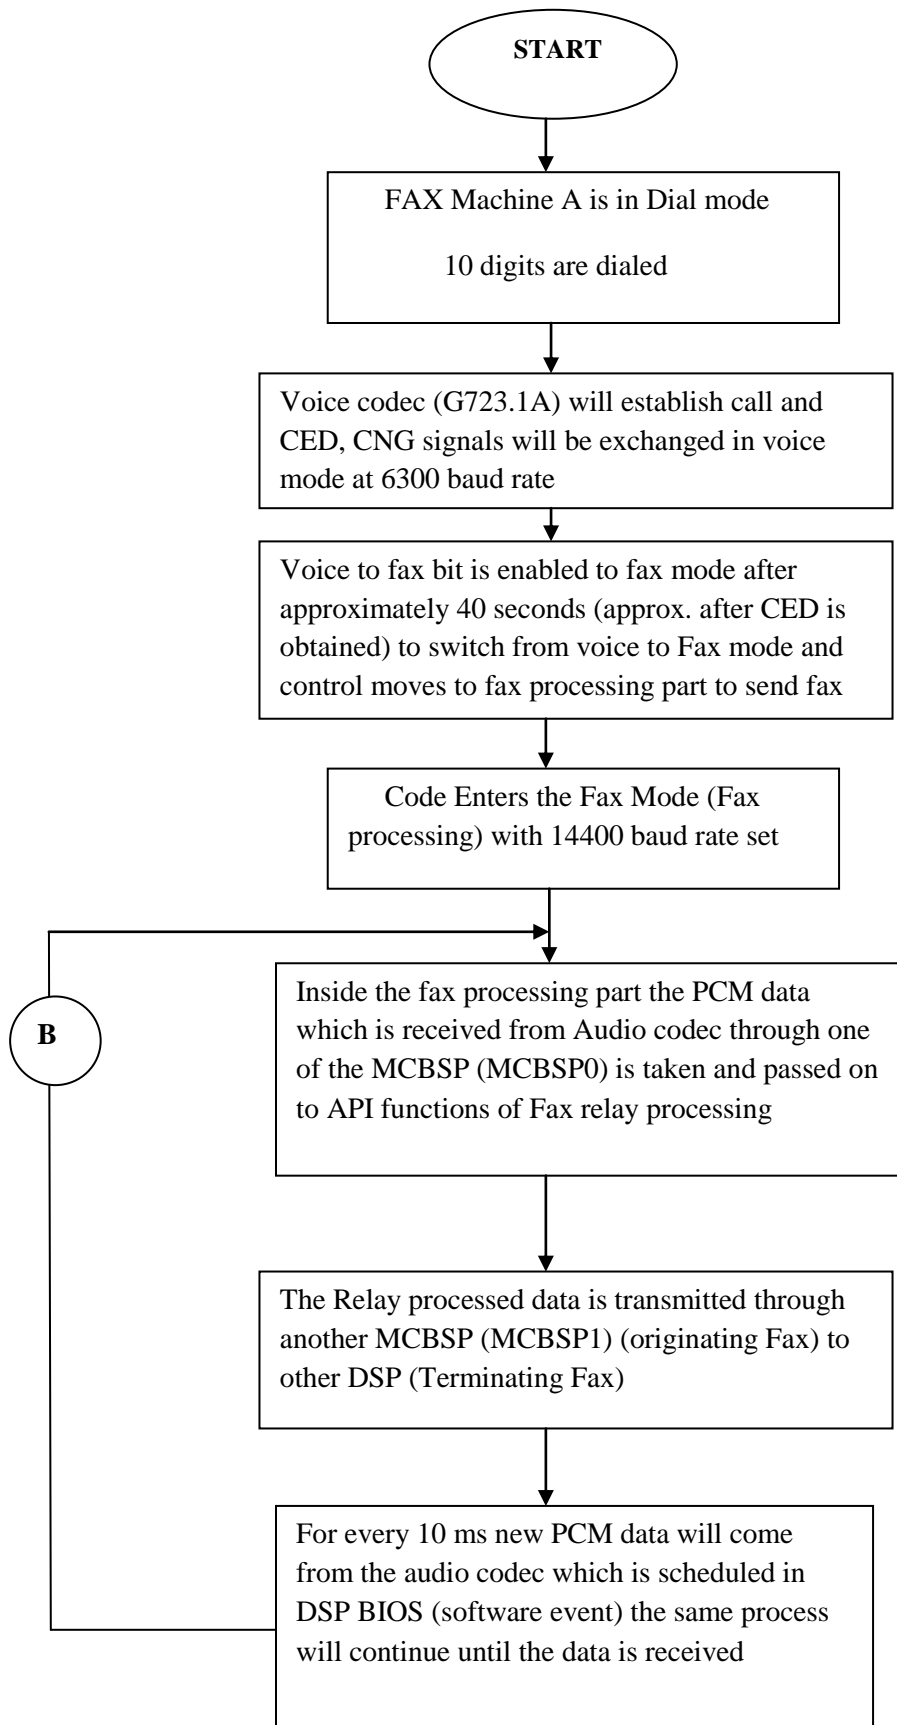 START
FAX Machine A is in Dial mode
10 digits are dialed
Voice codec (G723.1A) will establish call and
CED, CNG signals will be exchanged in voice
mode at 6300 baud rate
Voice to fax bit is enabled to fax mode after
approximately 40 seconds (approx. after CED is
obtained) to switch from voice to Fax mode and
control moves to fax processing part to send fax
Code Enters the Fax Mode (Fax
processing) with 14400 baud rate set
B
Inside the fax processing part the PCM data
which is received from Audio codec through one
of the MCBSP (MCBSP0) is taken and passed on
to API functions of Fax relay processing
The Relay processed data is transmitted through
another MCBSP (MCBSP1) (originating Fax) to
other DSP (Terminating Fax)
For every 10 ms new PCM data will come
from the audio codec which is scheduled in
DSP BIOS (software event) the same process
will continue until the data is received